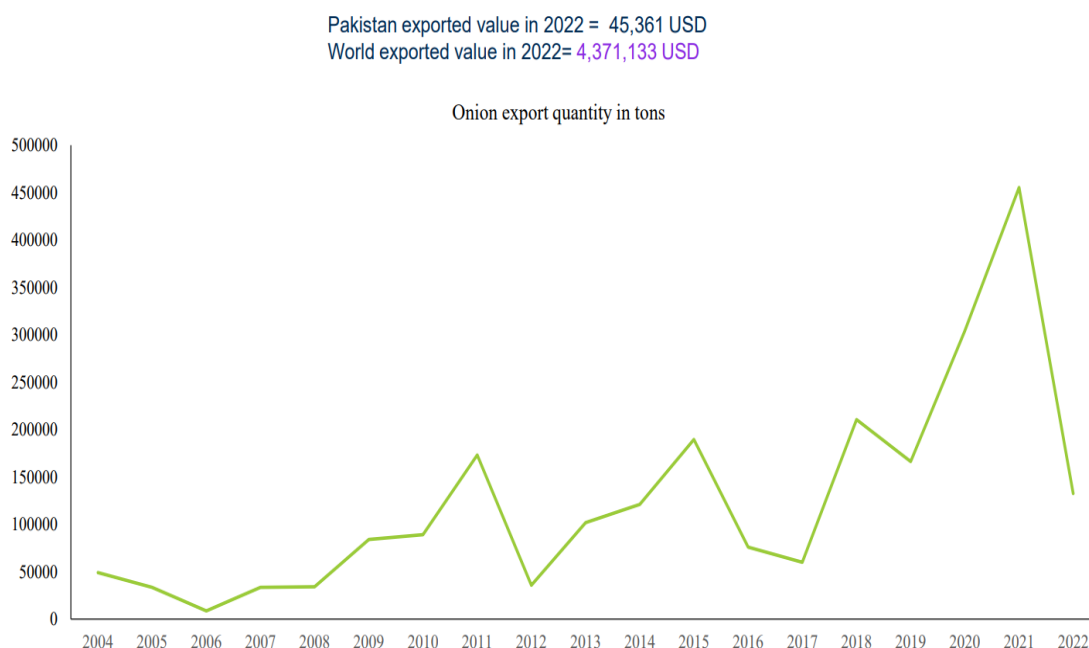 Pakistan exported value in 2022 =  45,361 USD
World exported value in 2022= 4,371,133 USD
Onion export quantity in tons
500000
450000
400000
350000
300000
250000
200000
150000
100000
50000
0
2004 2005 2006 2007 2008 2009 2010 2011 2012 2013 2014 2015 2016 2017 2018 2019 2020 2021 2022